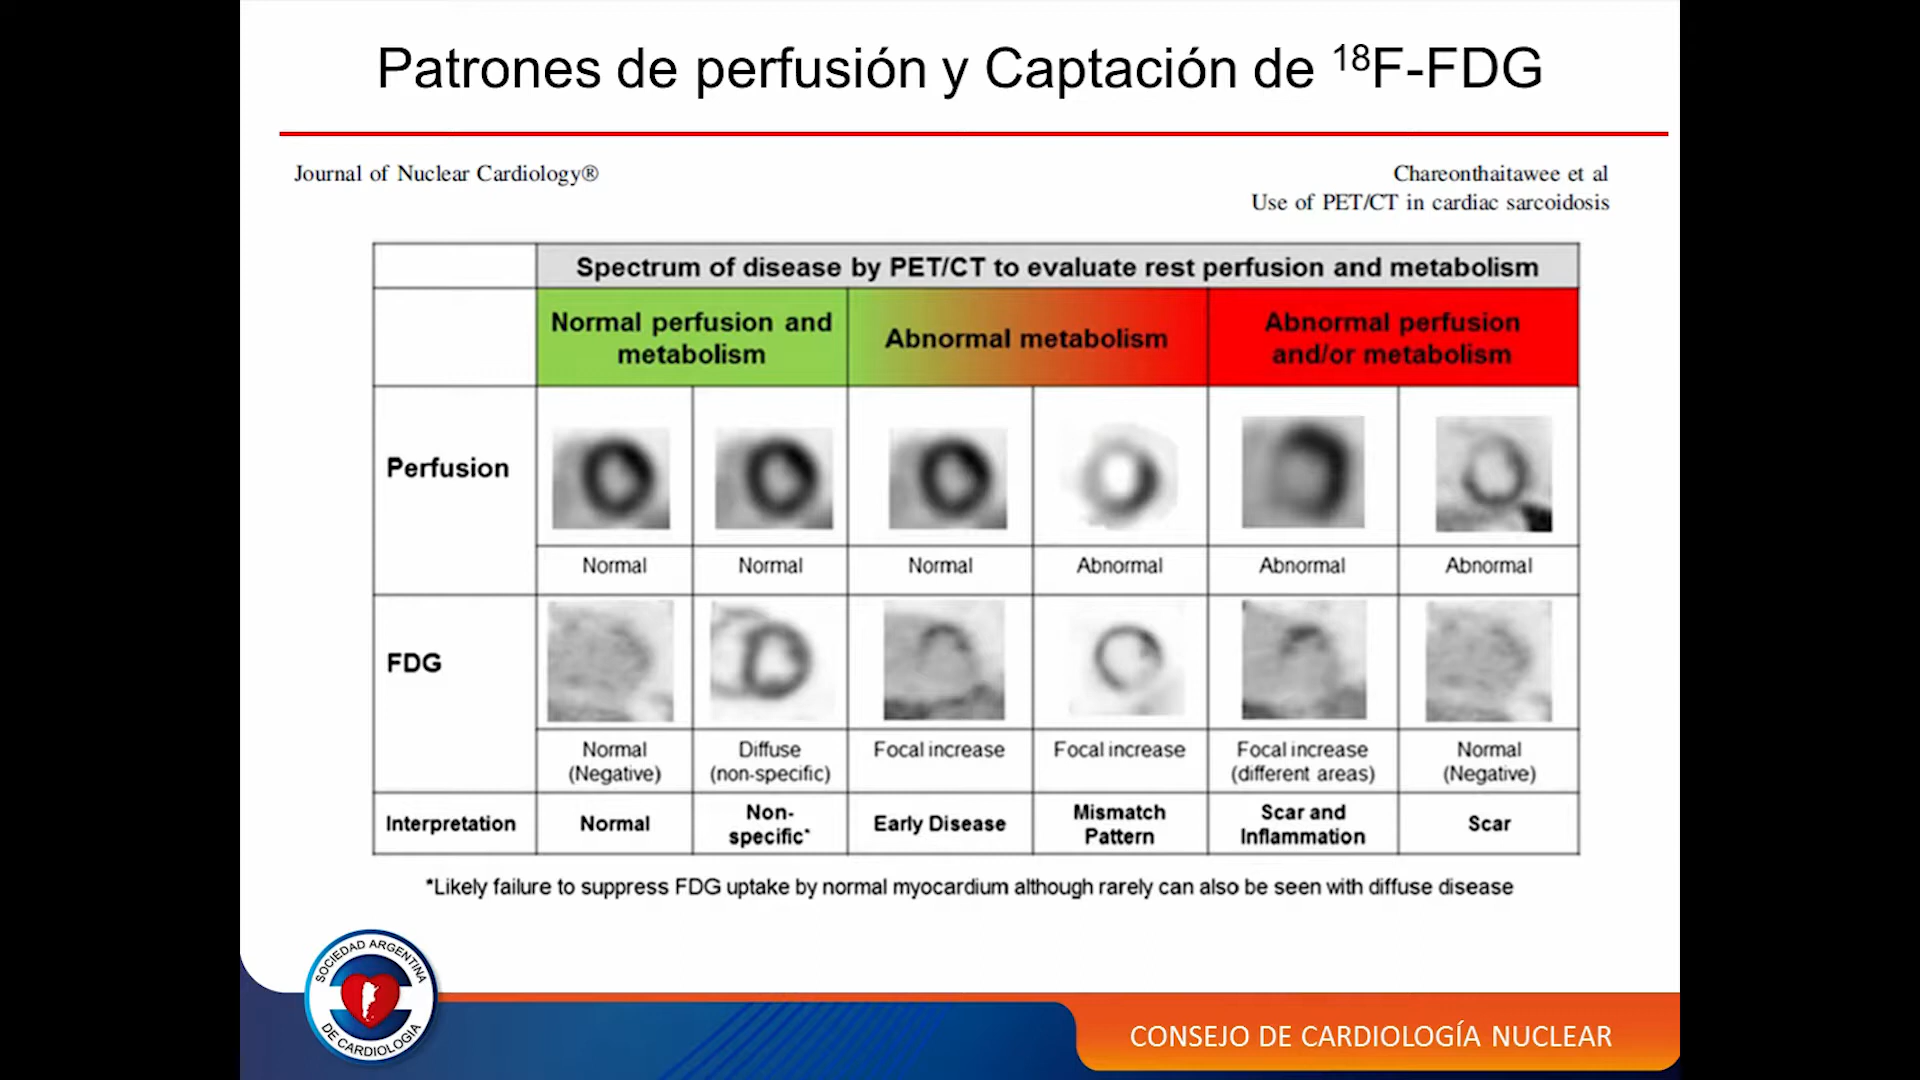 Patrones de perfusión y Captación de ¹⁸F-FDG
Journal of Nuclear Cardiology®
Chareonthaitawee et al
Use of PET/CT in cardiac sarcoidosis
Spectrum of disease by PET/CT to evaluate rest perfusion and metabolism
Normal perfusion and
metabolism
Abnormal metabolism
Abnormal perfusion
and/or metabolism
Perfusion
Normal
Normal
Normal
Abnormal
Abnormal
Abnormal
FDG
Normal
(Negative)
Diffuse
(non-specific)
Focal increase
Focal increase
Focal increase
(different areas)
Normal
(Negative)
Interpretation
Normal
Non-
specific*
Early Disease
Mismatch
Pattern
Scar and
Inflammation
Scar
*Likely failure to suppress FDG uptake by normal myocardium although rarely can also be seen with diffuse disease
SOCIEDAD ARGENTINA
DE CARDIOLOGIA
CONSEJO DE CARDIOLOGÍA NUCLEAR